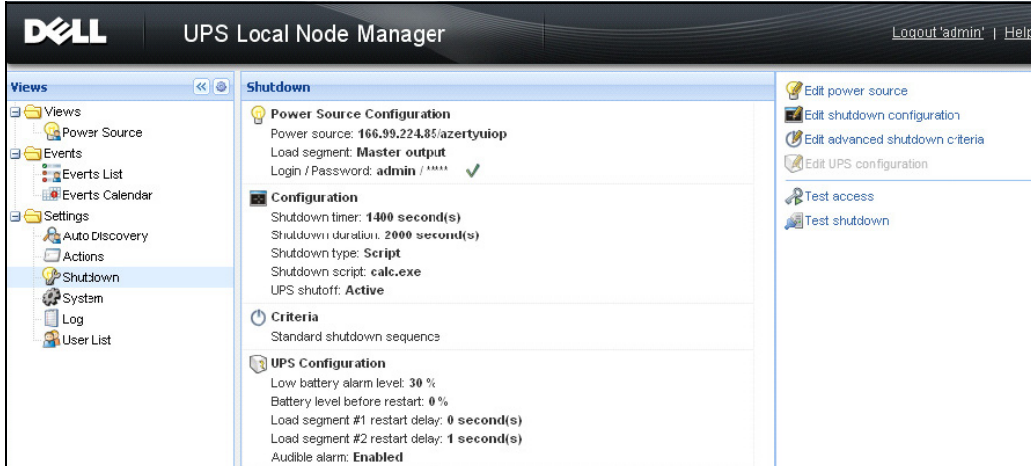 DELL
UPS Local Node Manager
Logout 'admin' | Help
Views
Views
Power Source
Events
Events List
Events Calendar
Settings
Auto Discovery
Actions
Shutdown
System
Log
User List
Shutdown
Power Source Configuration
Power source: 166.99.224.85/azertyuiop
Load segment: Master output
Login / Password: admin / *****
Configuration
Shutdown timer: 1400 second(s)
Shutdown duration: 2000 second(s)
Shutdown type: Script
Shutdown script: calc.exe
UPS shutoff: Active
Criteria
Standard shutdown sequence
UPS Configuration
Low battery alarm level: 30 %
Battery level before restart: 0 %
Load segment #1 restart delay: 0 second(s)
Load segment #2 restart delay: 1 second(s)
Audible alarm: Enabled
Edit power source
Edit shutdown configuration
Edit advanced shutdown criteria
Edit UPS configuration
Test access
Test shutdown